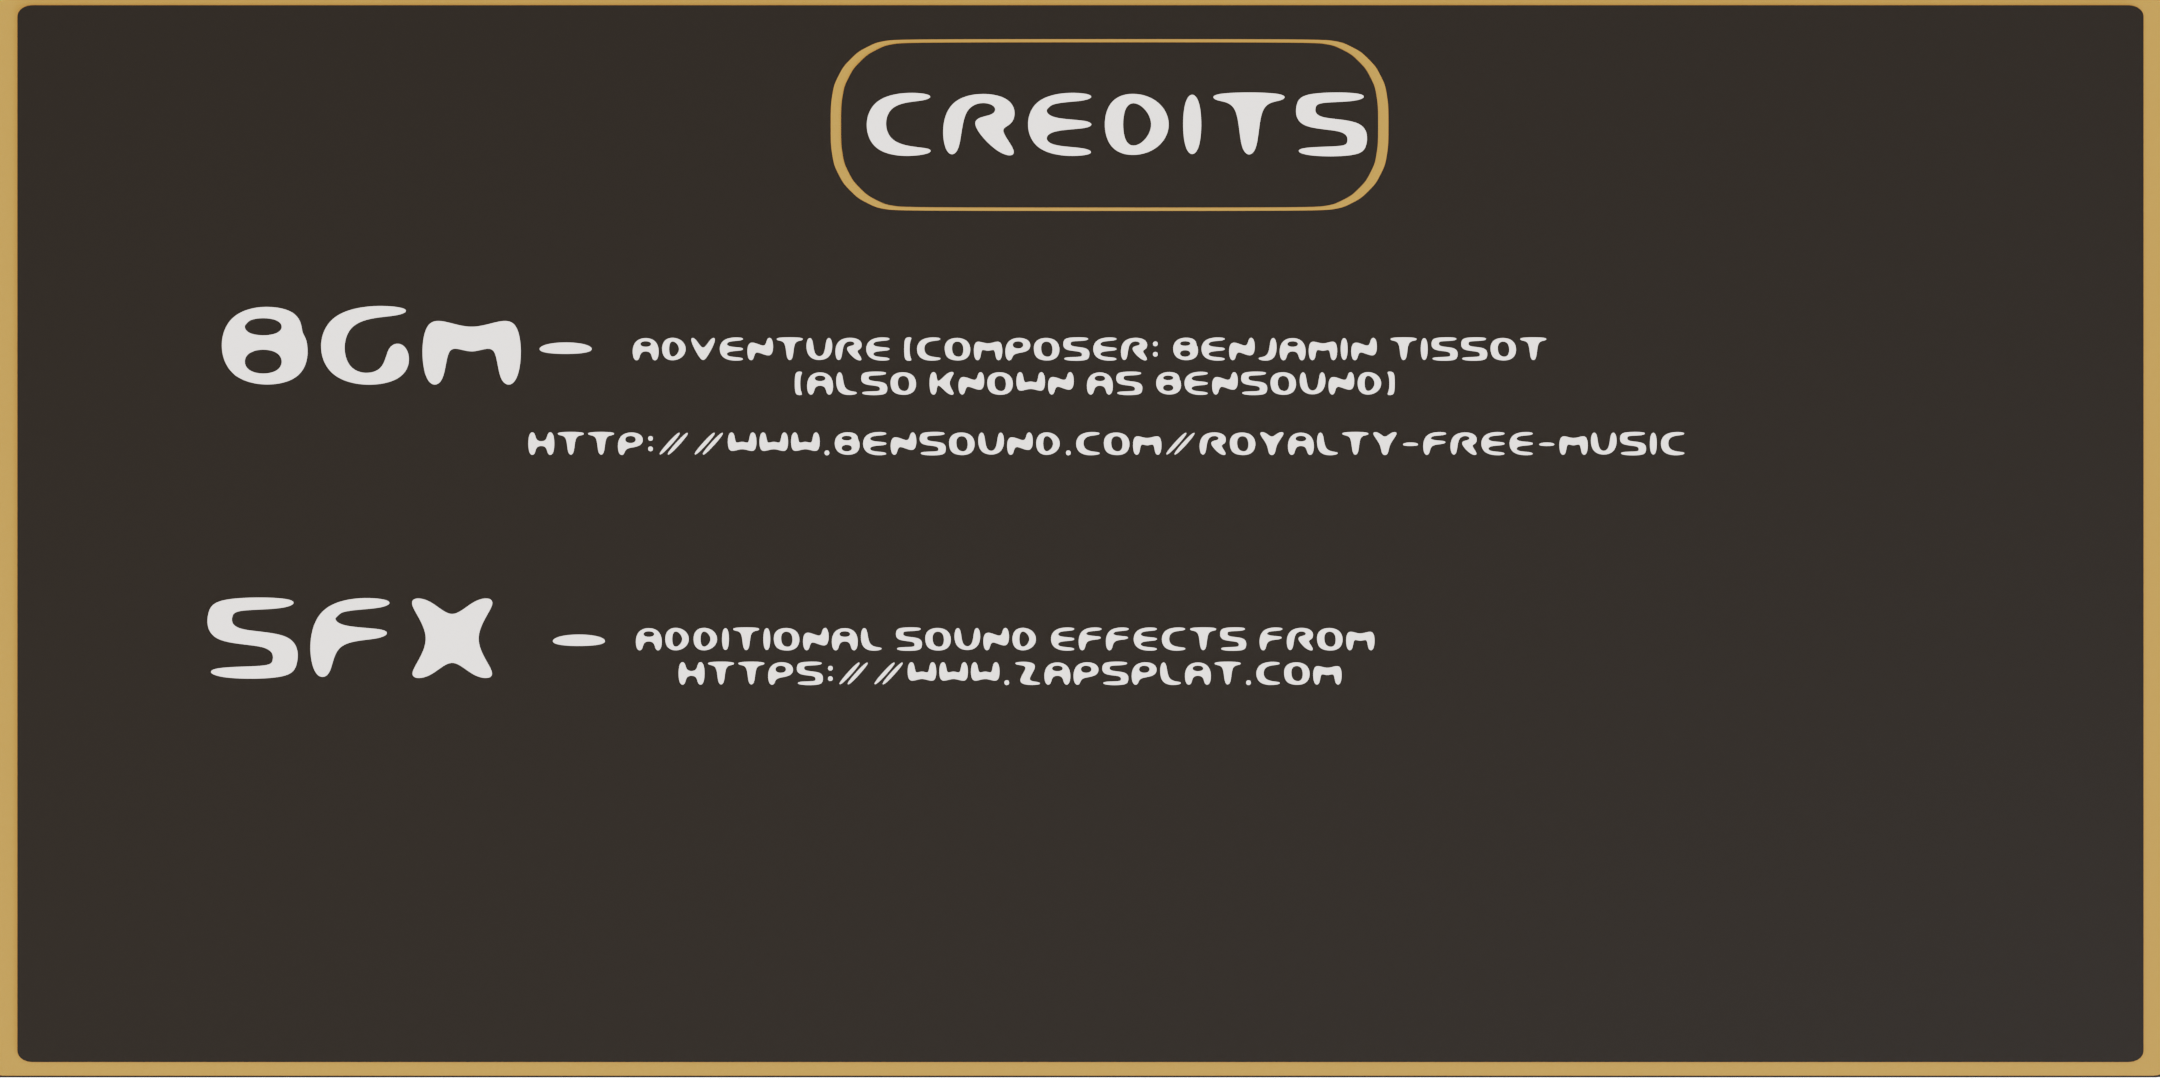 CREDITS
BGM- ADVENTURE (COMPOSER: BENJAMIN TISSOT
(ALSO KNOWN AS BENSOUND)
HTTP://WWW.BENSOUND.COM/ROYALTY-FREE-MUSIC
SFX - ADDITIONAL SOUND EFFECTS FROM
HTTPS://WWW.ZAPSPLAT.COM